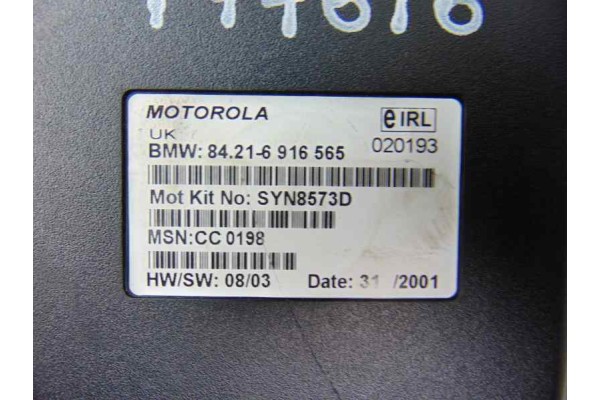 MOTOROLA
e IRL
UK
020193
BMW: 84.21-6 916 565
Mot Kit No: SYN8573D
MSN:CC 0198
HW/SW: 08/03 Date: 31 /2001